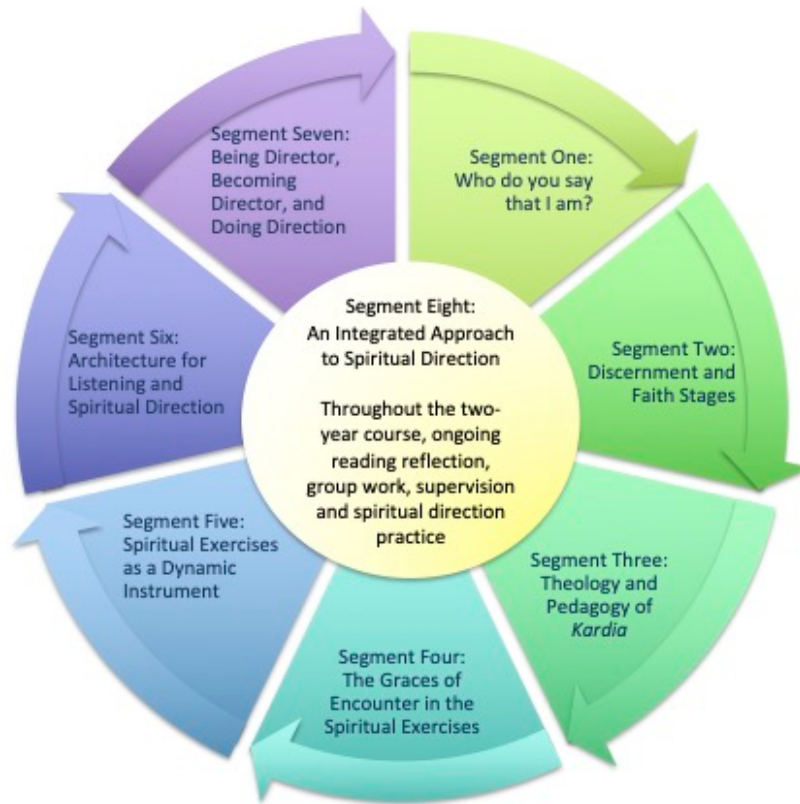 Segment One:
Who do you say
that I am?
Segment Two:
Discernment and
Faith Stages
Segment Three:
Theology and
Pedagogy of
Kardia
Segment Four:
The Graces of
Encounter in the
Spiritual Exercises
Segment Five:
Spiritual Exercises
as a Dynamic
Instrument
Segment Six:
Architecture for
Listening and
Spiritual Direction
Segment Seven:
Being Director,
Becoming
Director, and
Doing Direction
Segment Eight:
An Integrated Approach
to Spiritual Direction
Throughout the two-
year course, ongoing
reading reflection,
group work, supervision
and spiritual direction
practice